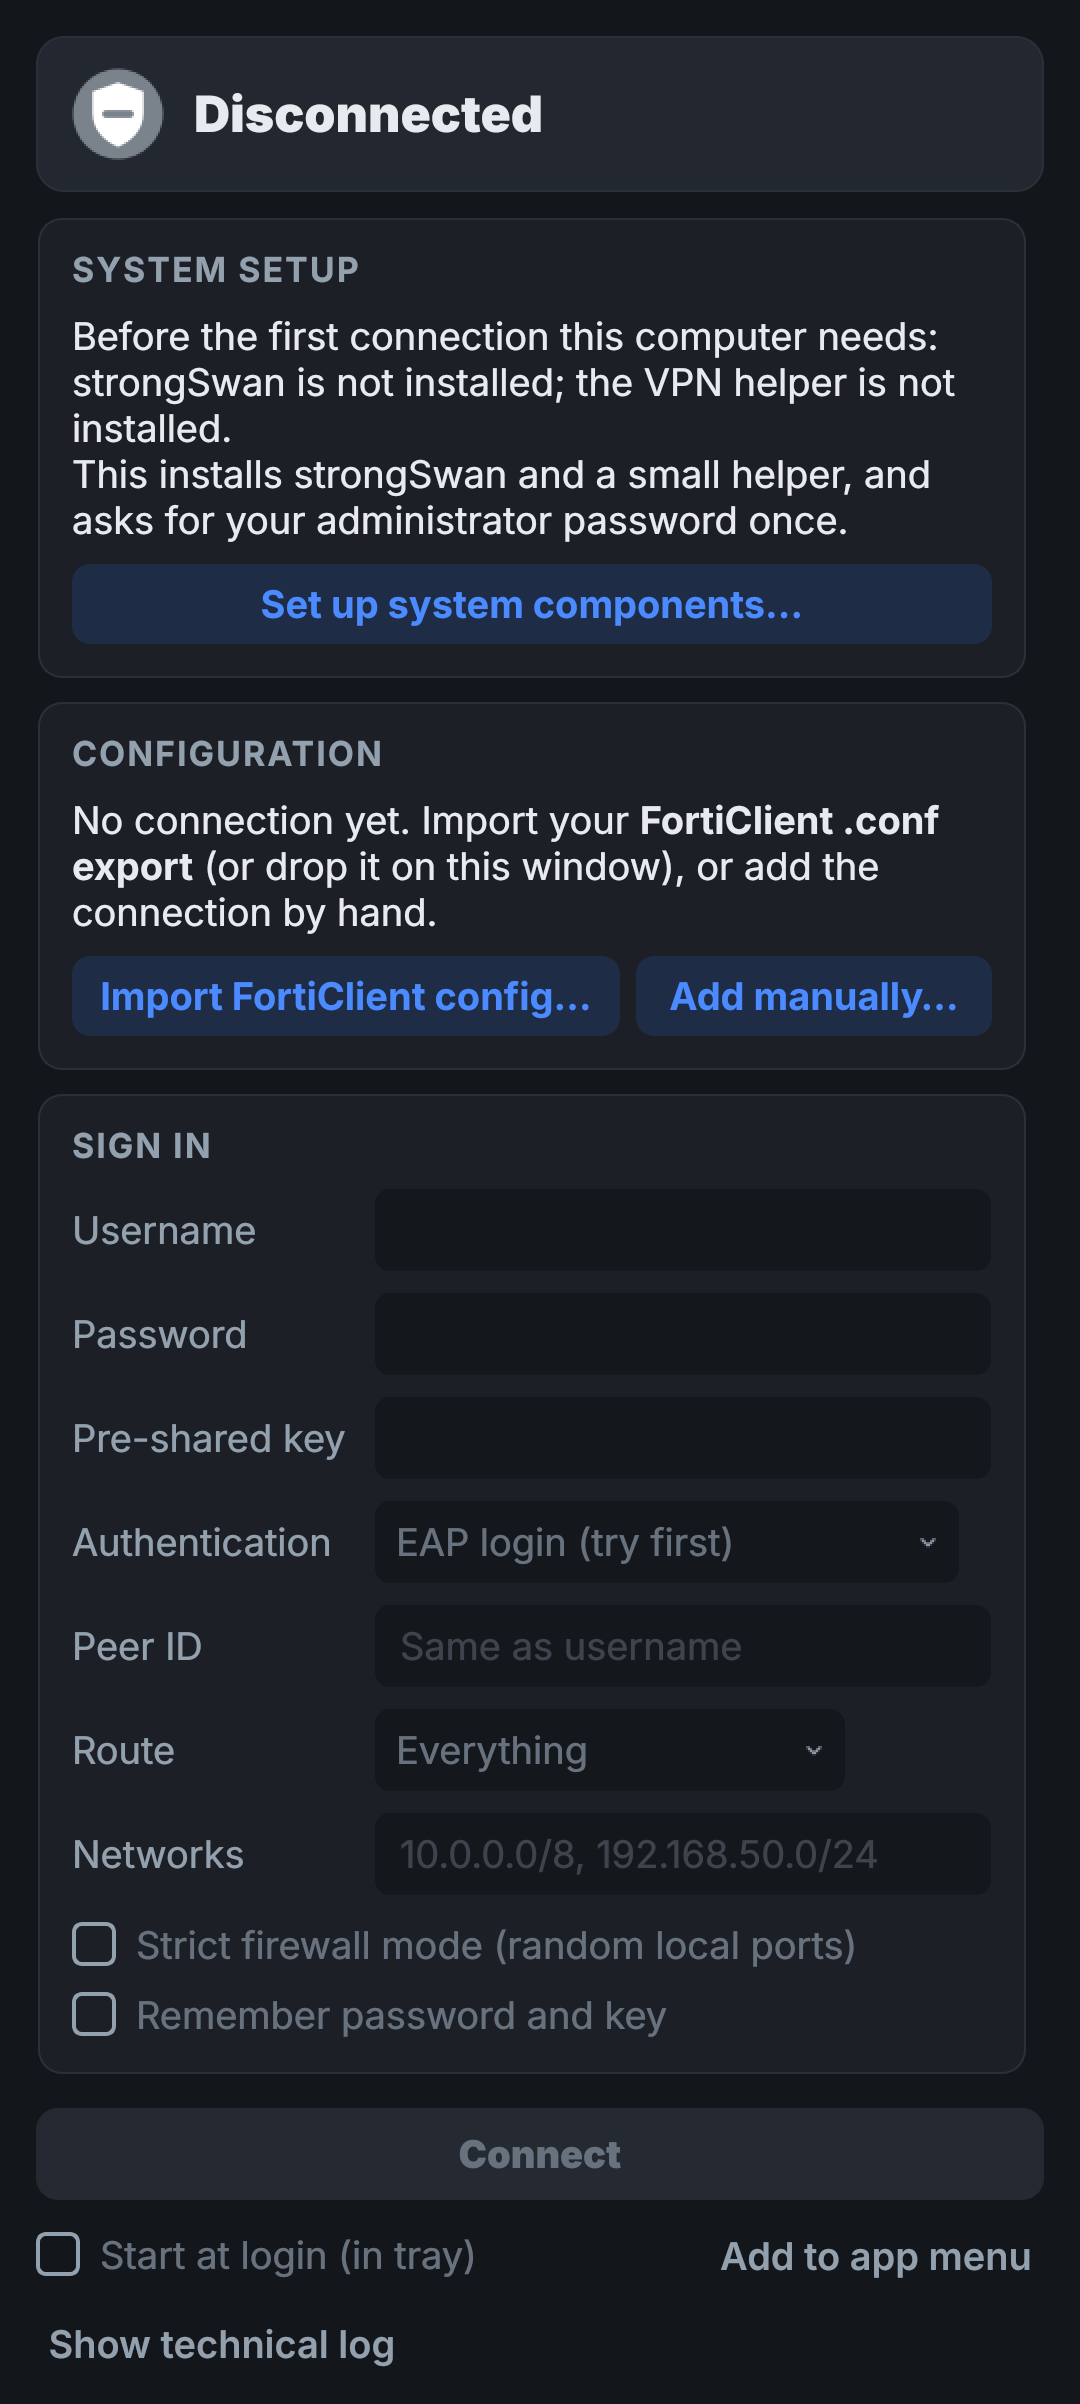 Disconnected
SYSTEM SETUP
Before the first connection this computer needs:
strongSwan is not installed; the VPN helper is not
installed.
This installs strongSwan and a small helper, and
asks for your administrator password once.
Set up system components...
CONFIGURATION
No connection yet. Import your FortiClient .conf
export (or drop it on this window), or add the
connection by hand.
Import FortiClient config... Add manually...
SIGN IN
Username
Password
Pre-shared key
Authentication EAP login (try first)
Peer ID Same as username
Route Everything
Networks 10.0.0.0/8, 192.168.50.0/24
Strict firewall mode (random local ports)
Remember password and key
Connect
Start at login (in tray) Add to app menu
Show technical log